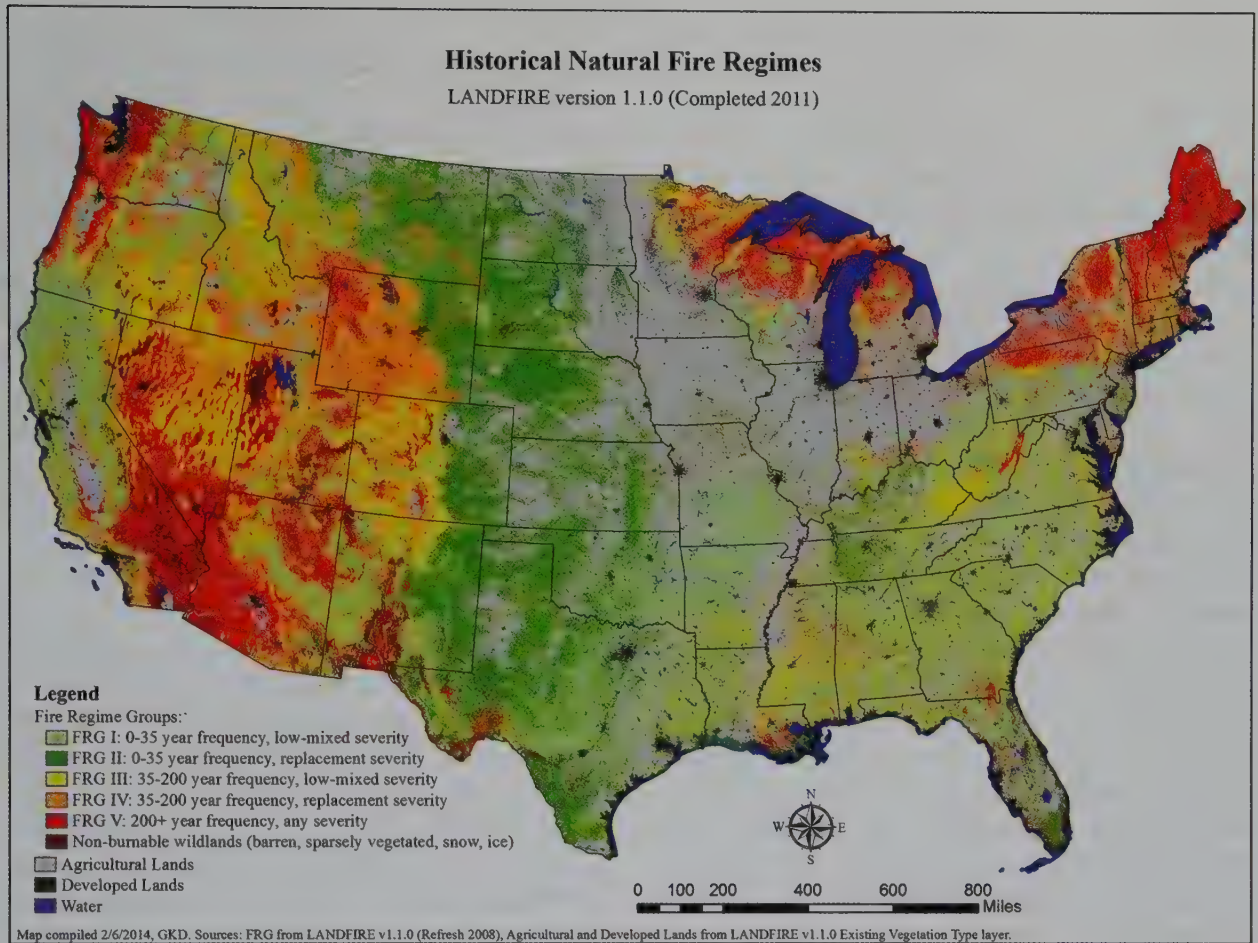 Historical Natural Fire Regimes
LANDFIRE version 1.1.0 (Completed 2011)
Legend
Fire Regime Groups:
FRG I: 0-35 year frequency, low-mixed severity
FRG II: 0-35 year frequency, replacement severity
FRG III: 35-200 year frequency, low-mixed severity
FRG IV: 35-200 year frequency, replacement severity
FRG V: 200+ year frequency, any severity
Non-burnable wildlands (barren, sparsely vegetated, snow, ice)
Agricultural Lands
Developed Lands
Water
N
W E
S
0 100 200 400 600 800
Miles
Map compiled 2/6/2014, GKD. Sources: FRG from LANDFIRE v1.1.0 (Refresh 2008), Agricultural and Developed Lands from LANDFIRE v1.1.0 Existing Vegetation Type layer.